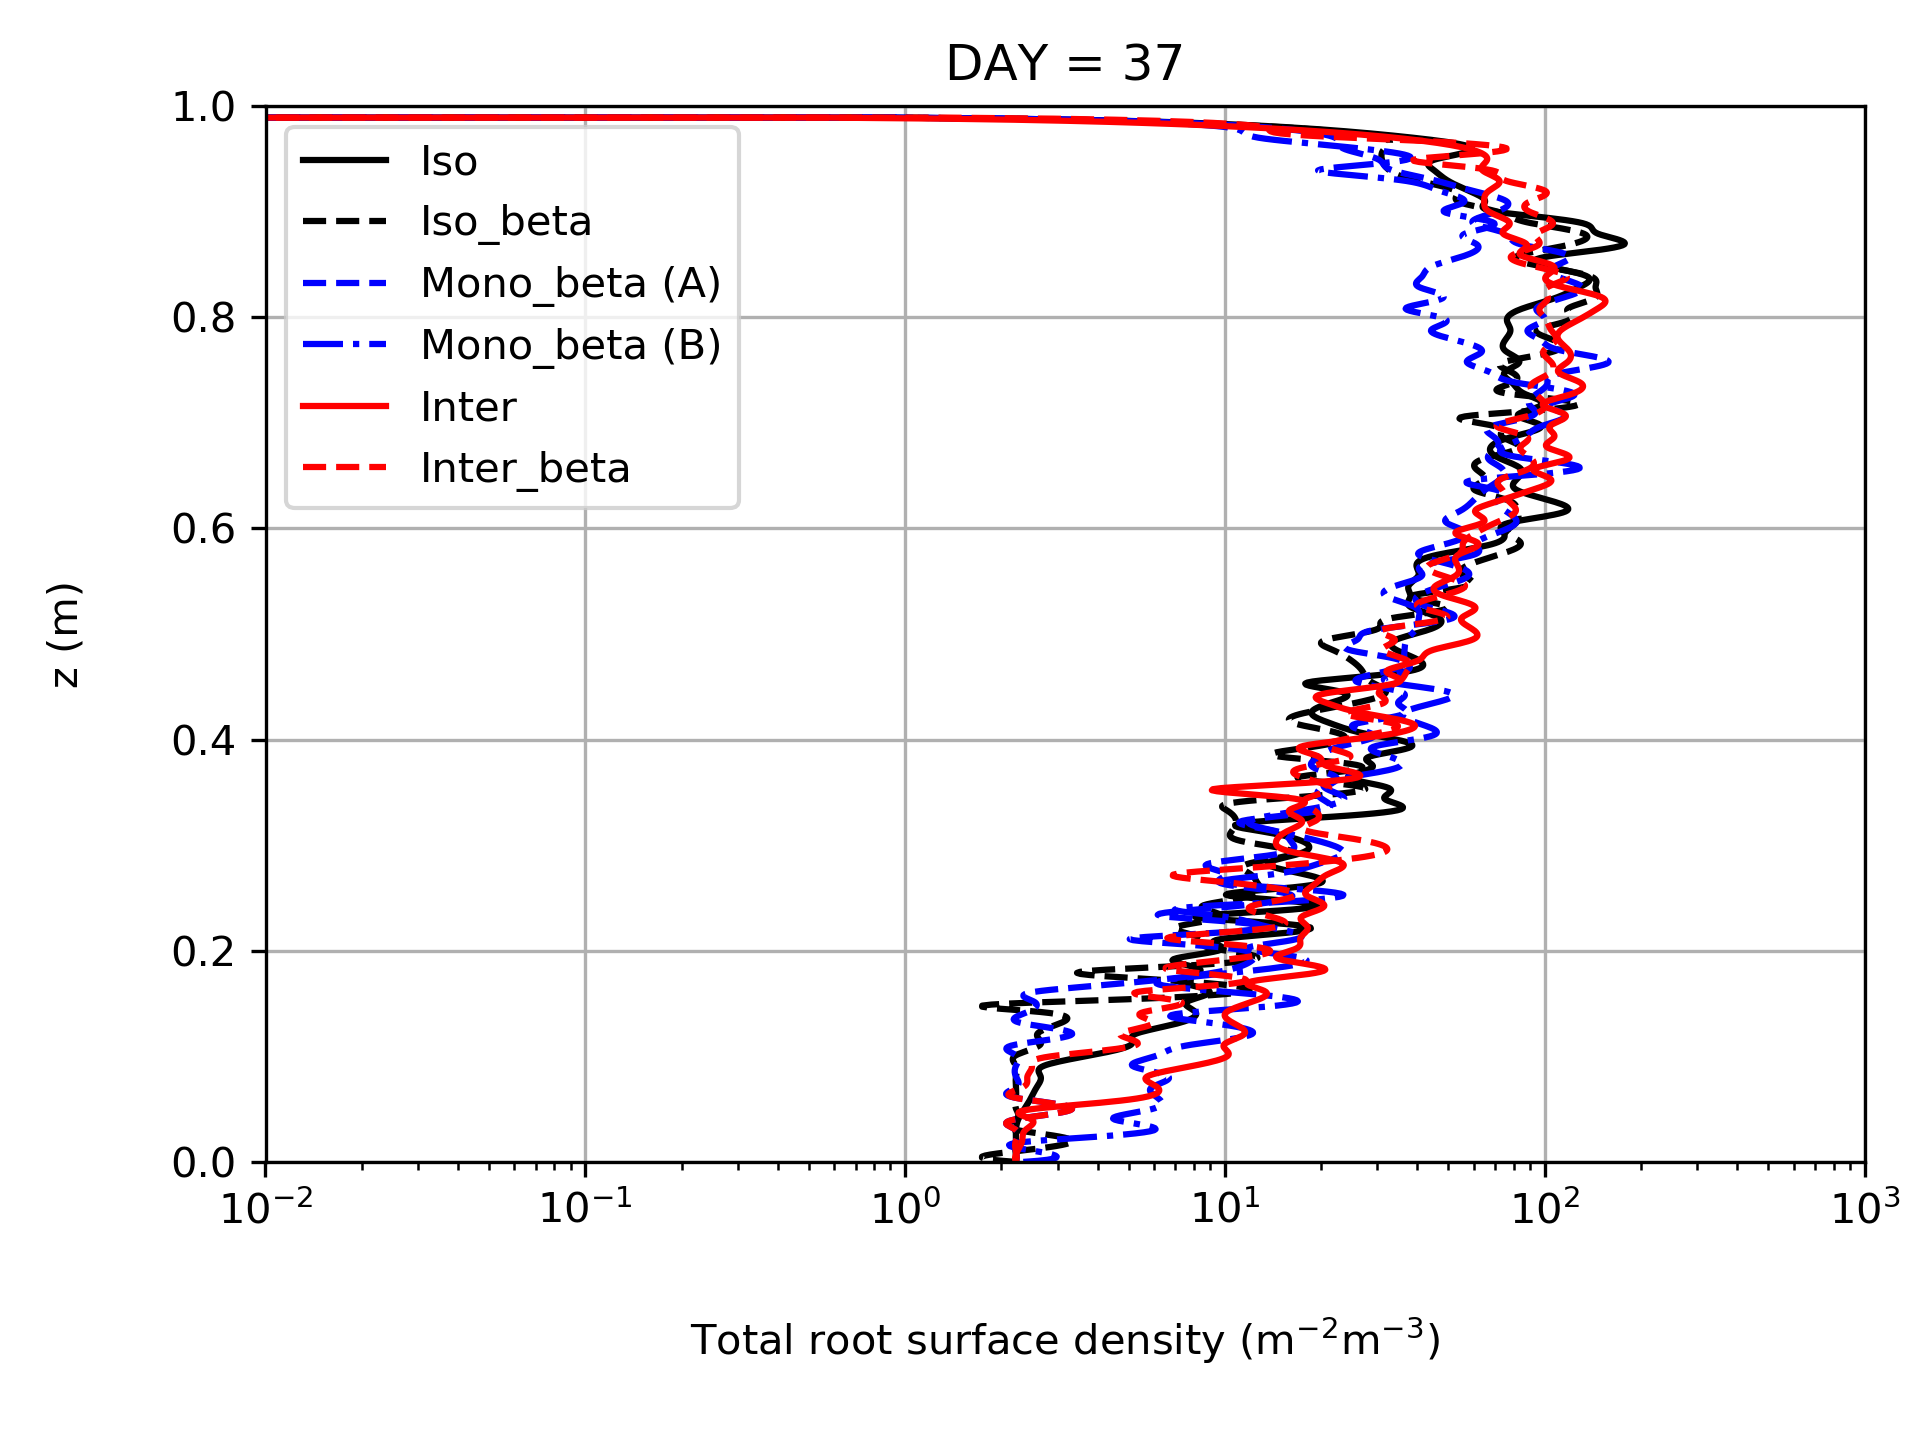 DAY = 37
1.0
0.8
0.6
0.4
0.2
0.0
z (m)
Iso
Iso_beta
Mono_beta (A)
Mono_beta (B)
Inter
Inter_beta
10⁻² 10⁻¹ 10⁰ 10¹ 10² 10³
Total root surface density (m⁻²m⁻³)